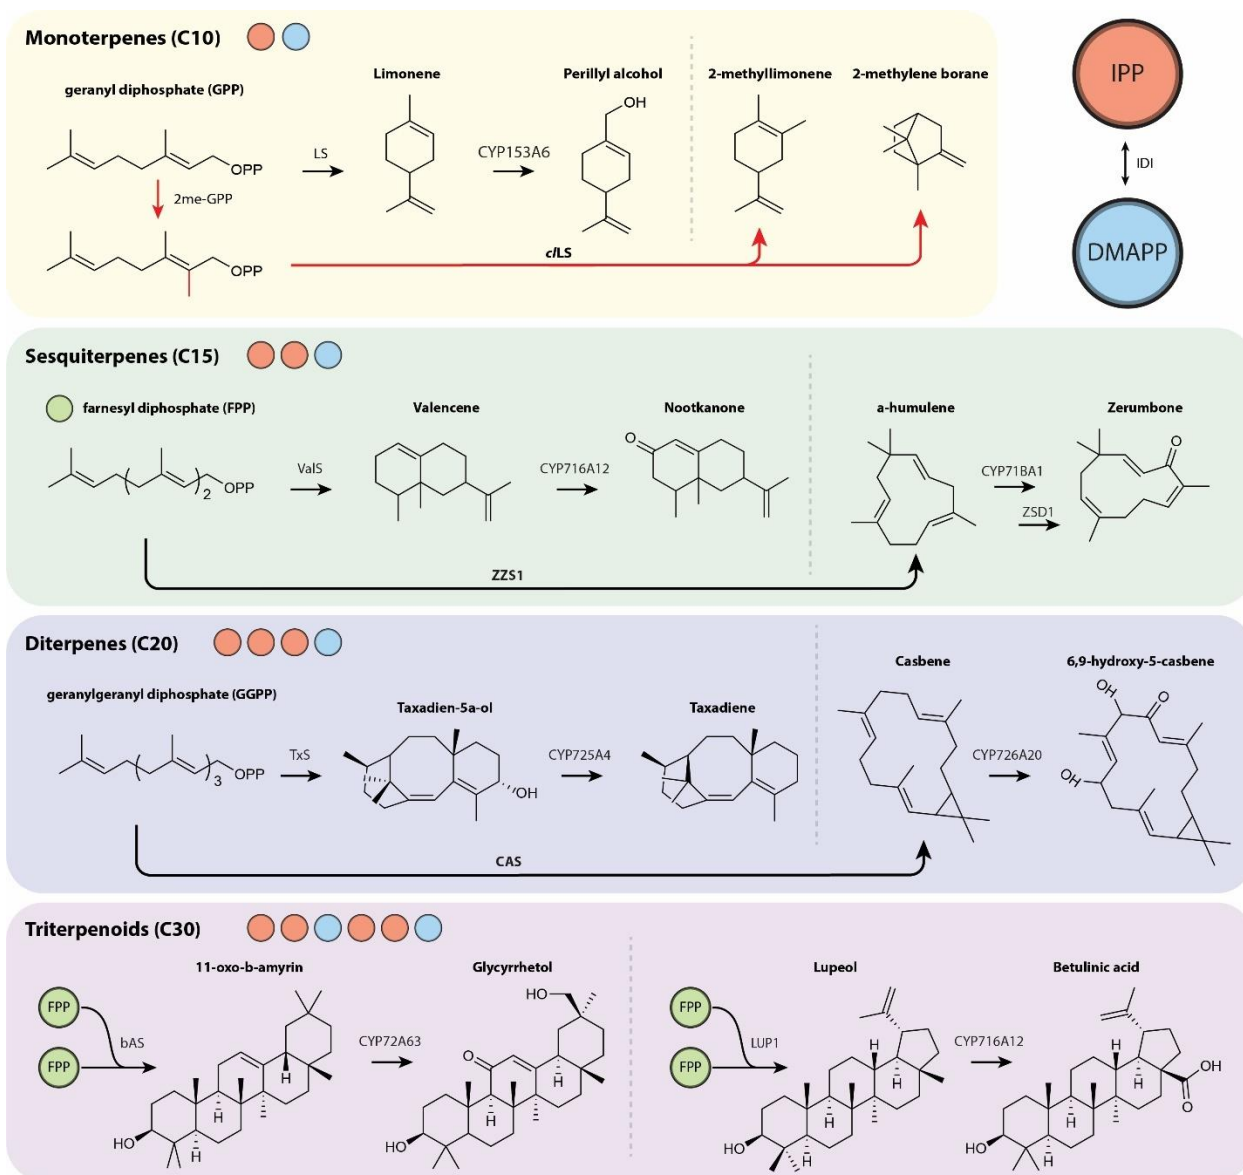 Monoterpenes (C10)
geranyl diphosphate (GPP)
OPP
LS
Limonene
CYP153A6
Perillyl alcohol
OH
2-methyllimonene
2-methylene borane
2me-GPP
OPP
clLS
IPP
IDI
DMAPP
Sesquiterpenes (C15)
farnesyl diphosphate (FPP)
2
OPP
ValS
Valencene
CYP716A12
Nootkanone
O
a-humulene
CYP71BA1
ZSD1
Zerumbone
O
ZZS1
Diterpenes (C20)
geranylgeranyl diphosphate (GGPP)
3
OPP
TxS
Taxadien-5a-ol
OH
CYP725A4
Taxadiene
Casbene
CYP726A20
6,9-hydroxy-5-casbene
HO
O
HO
CAS
Triterpenoids (C30)
FPP
FPP
bAS
11-oxo-b-amyrin
H
H
HO
H
CYP72A63
Glycyrrhetol
HO
O
H
H
HO
H
FPP
FPP
LUP1
Lupeol
H
H
H
HO
H
CYP716A12
Betulinic acid
H
H
H
OH
O
HO
H